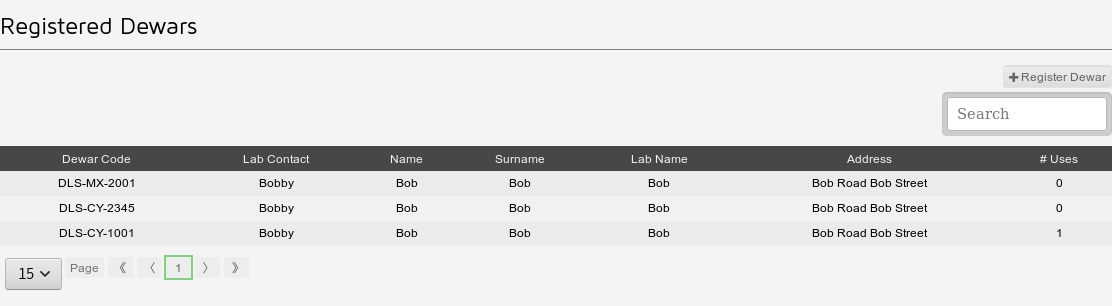 Registered Dewars
+ Register Dewar
Search
Dewar Code Lab Contact Name Surname Lab Name Address # Uses
DLS-MX-2001 Bobby Bob Bob Bob Bob Road Bob Street 0
DLS-CY-2345 Bobby Bob Bob Bob Bob Road Bob Street 0
DLS-CY-1001 Bobby Bob Bob Bob Bob Road Bob Street 1
15 Page 《 〈 1 〉 》